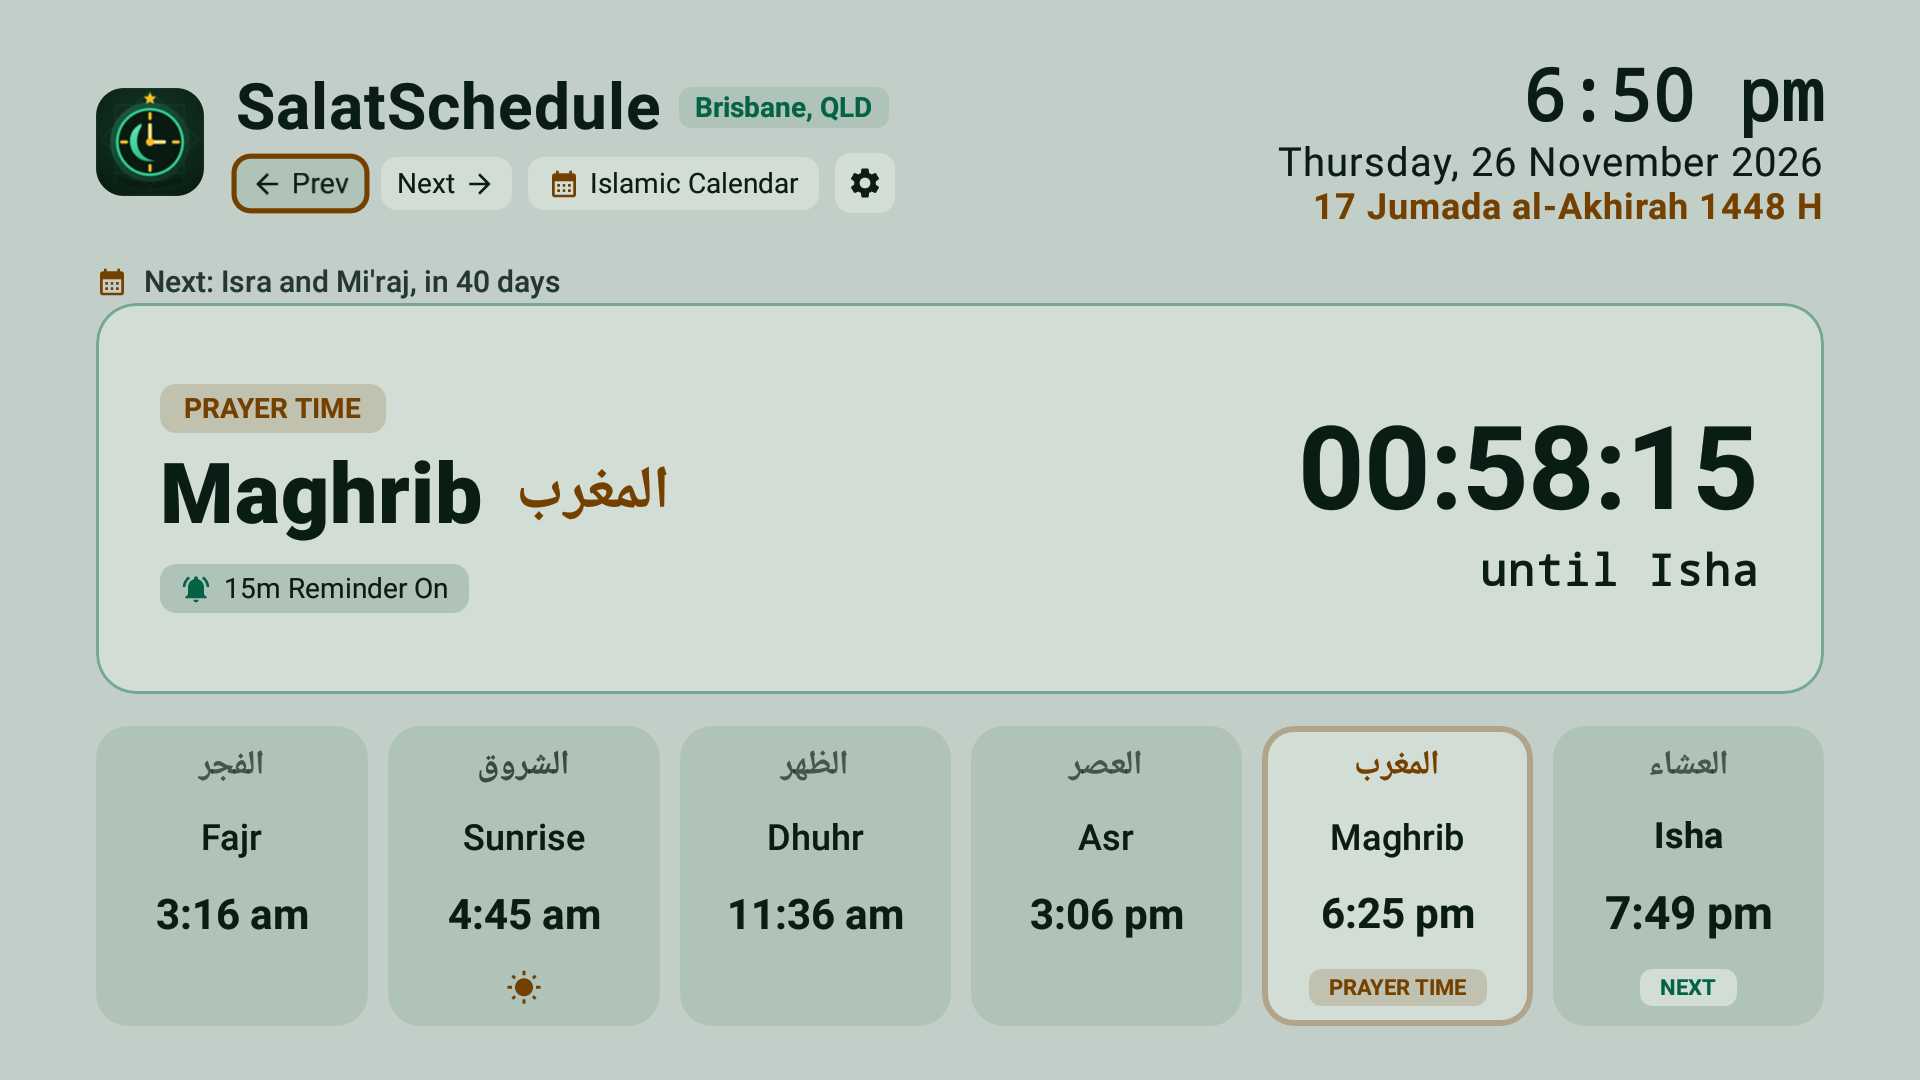 SalatSchedule
Brisbane, QLD
← Prev
Next →
Islamic Calendar
6:50 pm
Thursday, 26 November 2026
17 Jumada al-Akhirah 1448 H
Next: Isra and Mi'raj, in 40 days
PRAYER TIME
Maghrib المغرب
15m Reminder On
00:58:15
until Isha
الفجر
Fajr
3:16 am
الشروق
Sunrise
4:45 am
الظهر
Dhuhr
11:36 am
العصر
Asr
3:06 pm
المغرب
Maghrib
6:25 pm
PRAYER TIME
العشاء
Isha
7:49 pm
NEXT